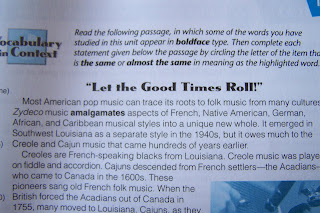 Vocabulary
in Context
Read the following passage, in which some of the words you have
studied in this unit appear in boldface type. Then complete each
statement given below the passage by circling the letter of the item that
is the same or almost the same in meaning as the highlighted word.
"Let the Good Times Roll!"
Most American pop music can trace its roots to folk music from many cultures
Zydeco music amalgamates aspects of French, Native American, German,
African, and Caribbean musical styles into a unique new whole. It emerged in
Southwest Louisiana as a separate style in the 1940s, but it owes much to the
Creole and Cajun music that came hundreds of years earlier.
Creoles are French-speaking blacks from Louisiana. Creole music was played
on fiddle and accordion. Cajuns descended from French settlers—the Acadians—
who came to Canada in the 1600s. These
pioneers sang old French folk music. When the
British forced the Acadians out of Canada in
1755, many moved to Louisiana. Cajuns, as they